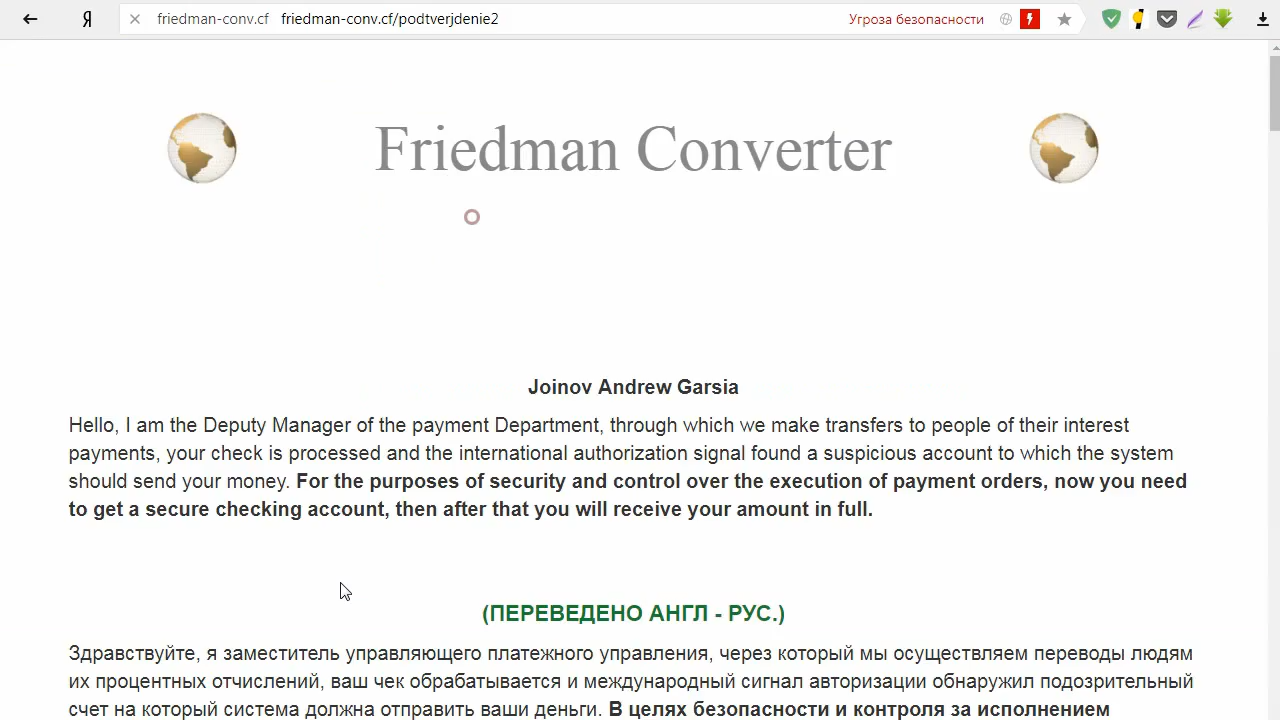 Я friedman-conv.cf friedman-conv.cf/podtverjdenie2 Угроза безопасности
Friedman Converter
Joinov Andrew Garsia
Hello, I am the Deputy Manager of the payment Department, through which we make transfers to people of their interest
payments, your check is processed and the international authorization signal found a suspicious account to which the system
should send your money. For the purposes of security and control over the execution of payment orders, now you need
to get a secure checking account, then after that you will receive your amount in full.
(ПЕРЕВЕДЕНО АНГЛ - РУС.)
Здравствуйте, я заместитель управляющего платежного управления, через который мы осуществляем переводы людям
их процентных отчислений, ваш чек обрабатывается и международный сигнал авторизации обнаружил подозрительный
счет на который система должна отправить ваши деньги. В целях безопасности и контроля за исполнением